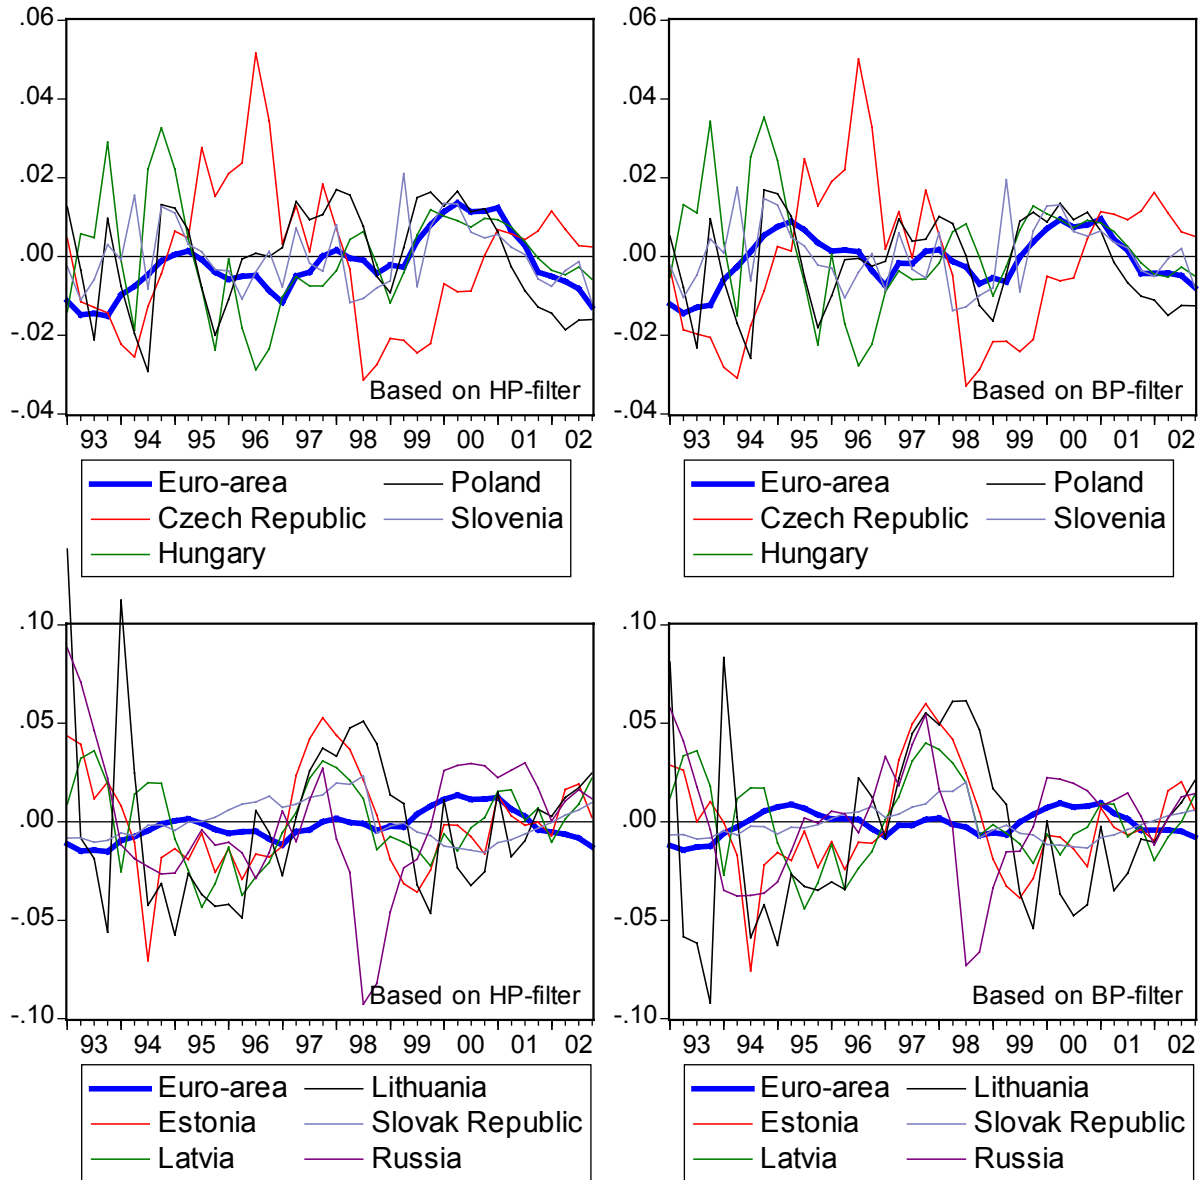 .06 .06
.04 .04
.02 .02
.00 .00
-.02 -.02
-.04 -.04
Based on HP-filter Based on BP-filter
93 94 95 96 97 98 99 00 01 02 93 94 95 96 97 98 99 00 01 02
Euro-area Poland Euro-area Poland
Czech Republic Slovenia Czech Republic Slovenia
Hungary Hungary
.10 .10
.05 .05
.00 .00
-.05 -.05
-.10 -.10
Based on HP-filter Based on BP-filter
93 94 95 96 97 98 99 00 01 02 93 94 95 96 97 98 99 00 01 02
Euro-area Lithuania Euro-area Lithuania
Estonia Slovak Republic Estonia Slovak Republic
Latvia Russia Latvia Russia